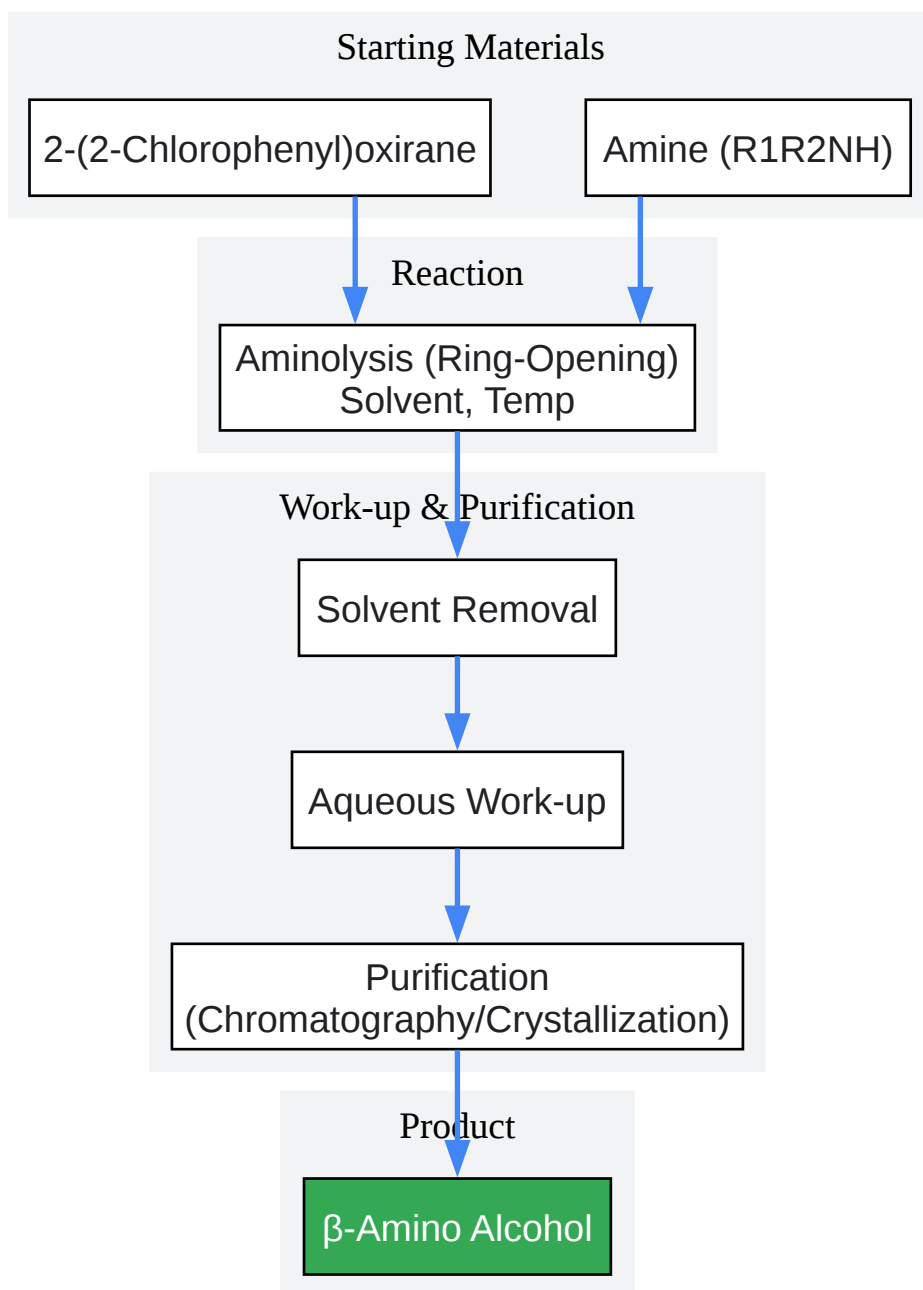 Starting Materials
2-(2-Chlorophenyl)oxirane
Amine (R1R2NH)
Reaction
Aminolysis (Ring-Opening)
Solvent, Temp
Work-up & Purification
Solvent Removal
Aqueous Work-up
Purification
(Chromatography/Crystallization)
Product
β-Amino Alcohol